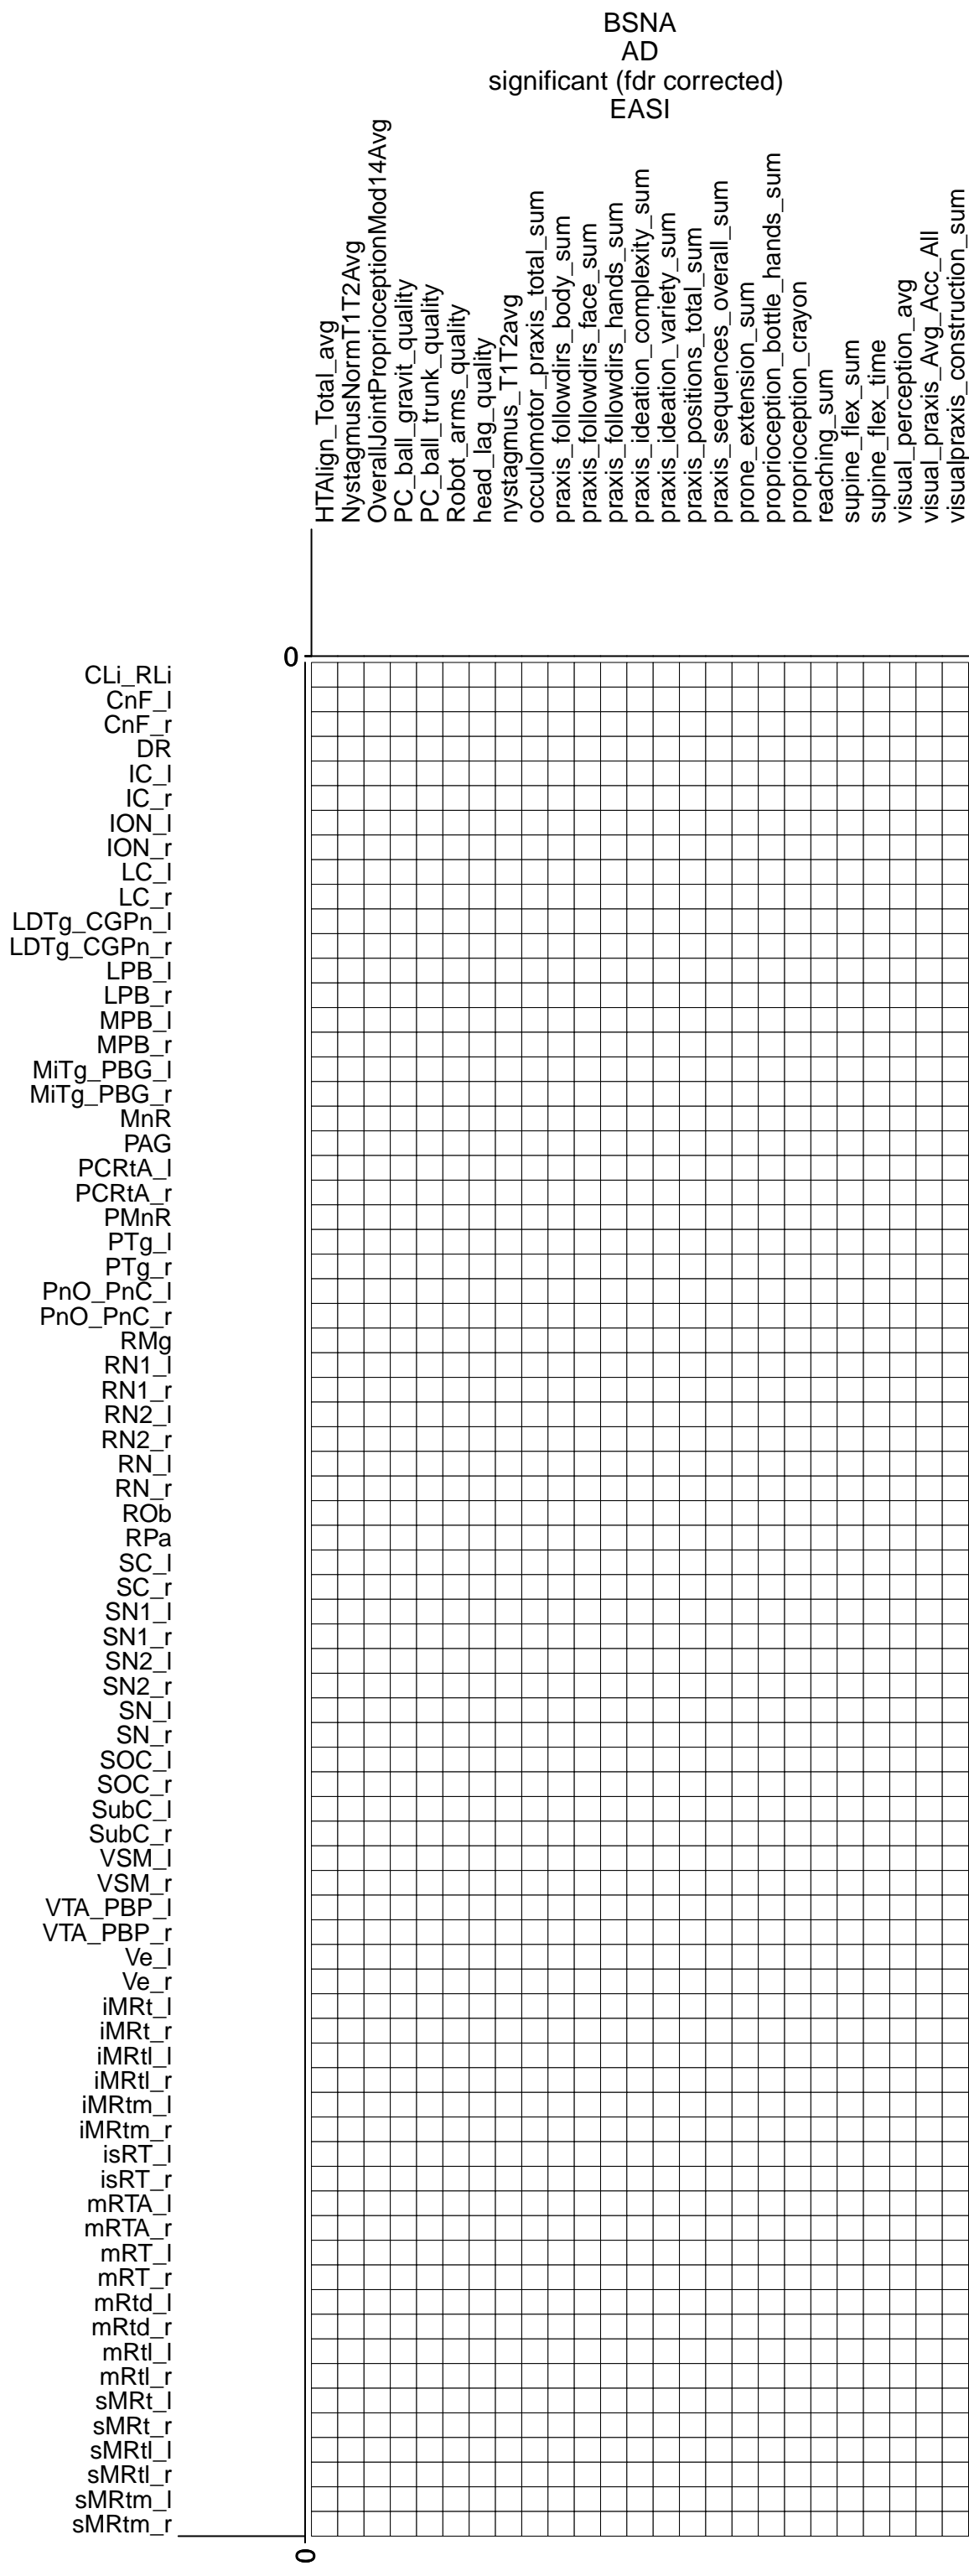 BSNA
AD
significant (fdr corrected)
EASI
HTAlign_Total_avg
NystagmusNormT1T2Avg
OverallJointProprioceptionMod14Avg
PC_ball_gravit_quality
PC_ball_trunk_quality
Robot_arms_quality
head_lag_quality
nystagmus_T1T2avg
occulomotor_praxis_total_sum
praxis_followdirs_body_sum
praxis_followdirs_face_sum
praxis_followdirs_hands_sum
praxis_ideation_complexity_sum
praxis_ideation_variety_sum
praxis_positions_total_sum
praxis_sequences_overall_sum
prone_extension_sum
proprioception_bottle_hands_sum
proprioception_crayon
reaching_sum
supine_flex_sum
supine_flex_time
visual_perception_avg
visual_praxis_Avg_Acc_All
visualpraxis_construction_sum
0
CLi_RLi
CnF_l
CnF_r
DR
IC_l
IC_r
ION_l
ION_r
LC_l
LC_r
LDTg_CGPn_l
LDTg_CGPn_r
LPB_l
LPB_r
MPB_l
MPB_r
MiTg_PBG_l
MiTg_PBG_r
MnR
PAG
PCRtA_l
PCRtA_r
PMnR
PTg_l
PTg_r
PnO_PnC_l
PnO_PnC_r
RMg
RN1_l
RN1_r
RN2_l
RN2_r
RN_l
RN_r
ROb
RPa
SC_l
SC_r
SN1_l
SN1_r
SN2_l
SN2_r
SN_l
SN_r
SOC_l
SOC_r
SubC_l
SubC_r
VSM_l
VSM_r
VTA_PBP_l
VTA_PBP_r
Ve_l
Ve_r
iMRt_l
iMRt_r
iMRtl_l
iMRtl_r
iMRtm_l
iMRtm_r
isRT_l
isRT_r
mRTA_l
mRTA_r
mRT_l
mRT_r
mRtd_l
mRtd_r
mRtl_l
mRtl_r
sMRt_l
sMRt_r
sMRtl_l
sMRtl_r
sMRtm_l
sMRtm_r
0